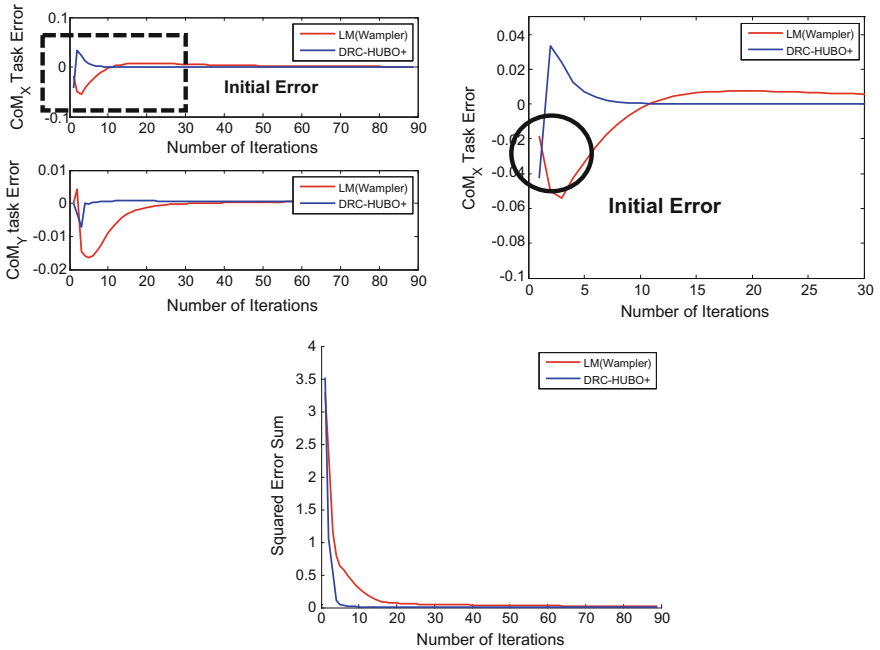 0.1
0
-0.1
CoM_X Task Error
LM(Wampler)
DRC-HUBO+
Initial Error
0 10 20 30 40 50 60 70 80 90
Number of Iterations
0.01
0
-0.01
-0.02
CoM_Y task Error
LM(Wampler)
DRC-HUBO+
0 10 20 30 40 50 60 70 80 90
Number of Iterations
0.04
0.02
0
-0.02
-0.04
-0.06
-0.08
-0.1
CoM_X Task Error
LM(Wampler)
DRC-HUBO+
Initial Error
0 5 10 15 20 25 30
Number of Iterations
4
3.5
3
2.5
2
1.5
1
0.5
0
Squared Error Sum
LM(Wampler)
DRC-HUBO+
0 10 20 30 40 50 60 70 80 90
Number of Iterations